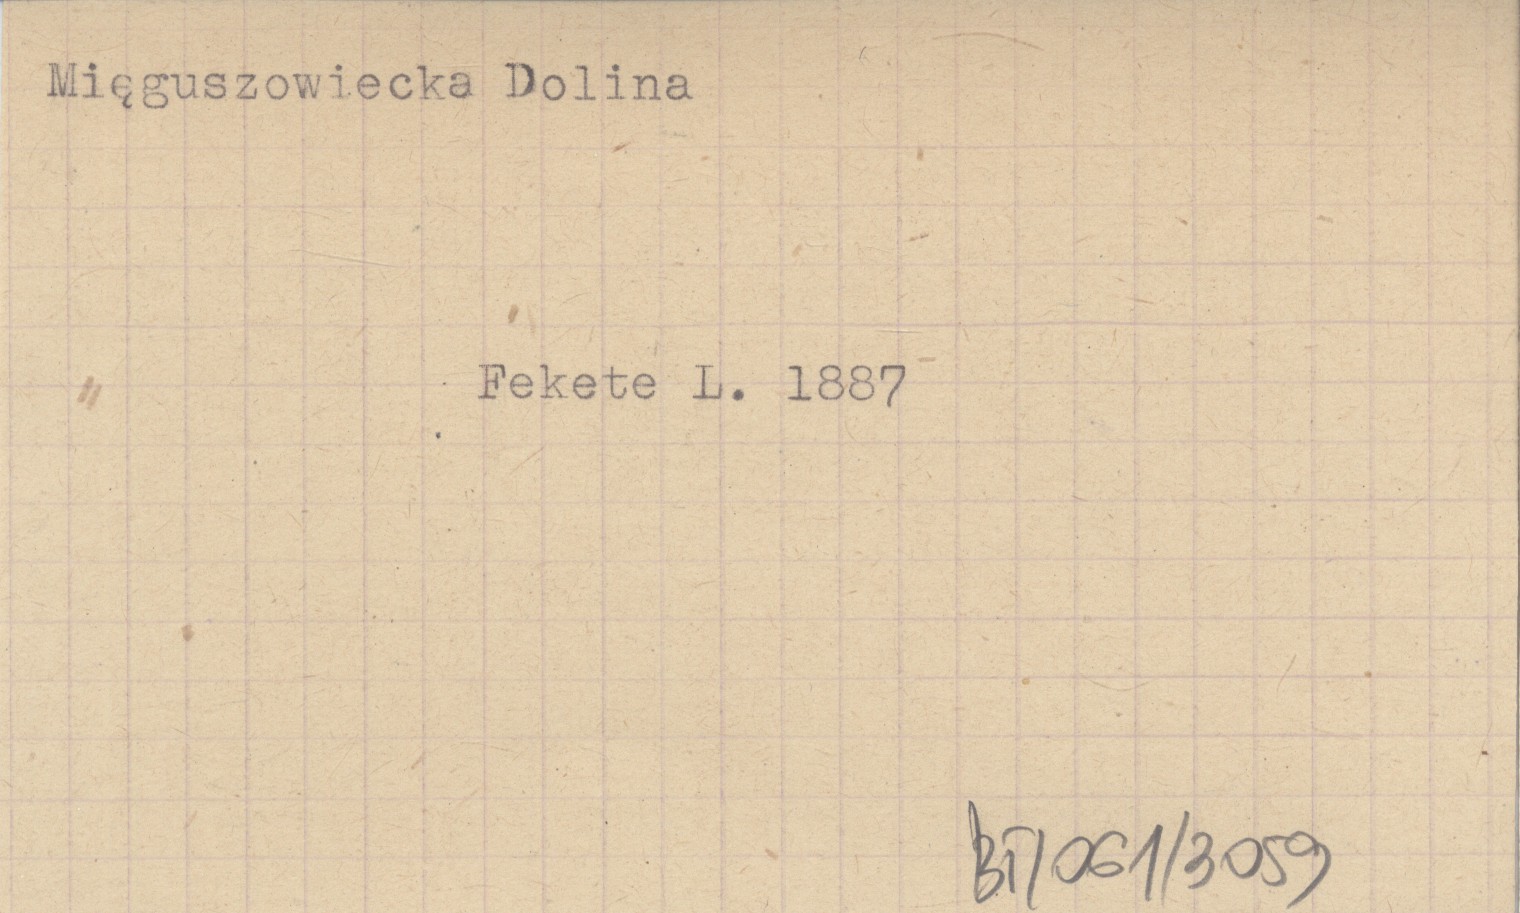 Mięguszowiecka Dolina
Fekete L. 1887
BT/061/3059